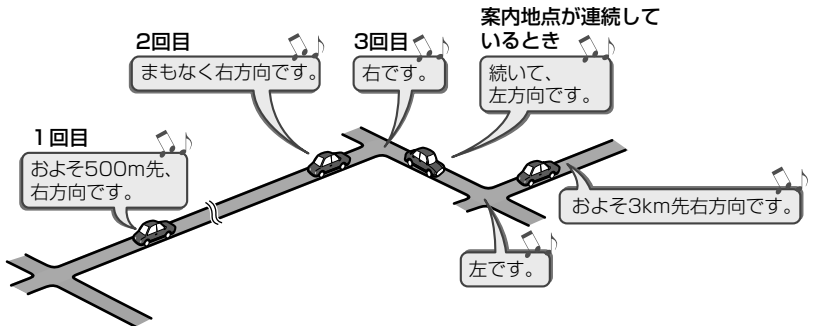 1回目
およそ500m先、
右方向です。
2回目
まもなく右方向です。
3回目
右です。
案内地点が連続して
いるとき
続いて、
左方向です。
左です。
およそ3km先右方向です。